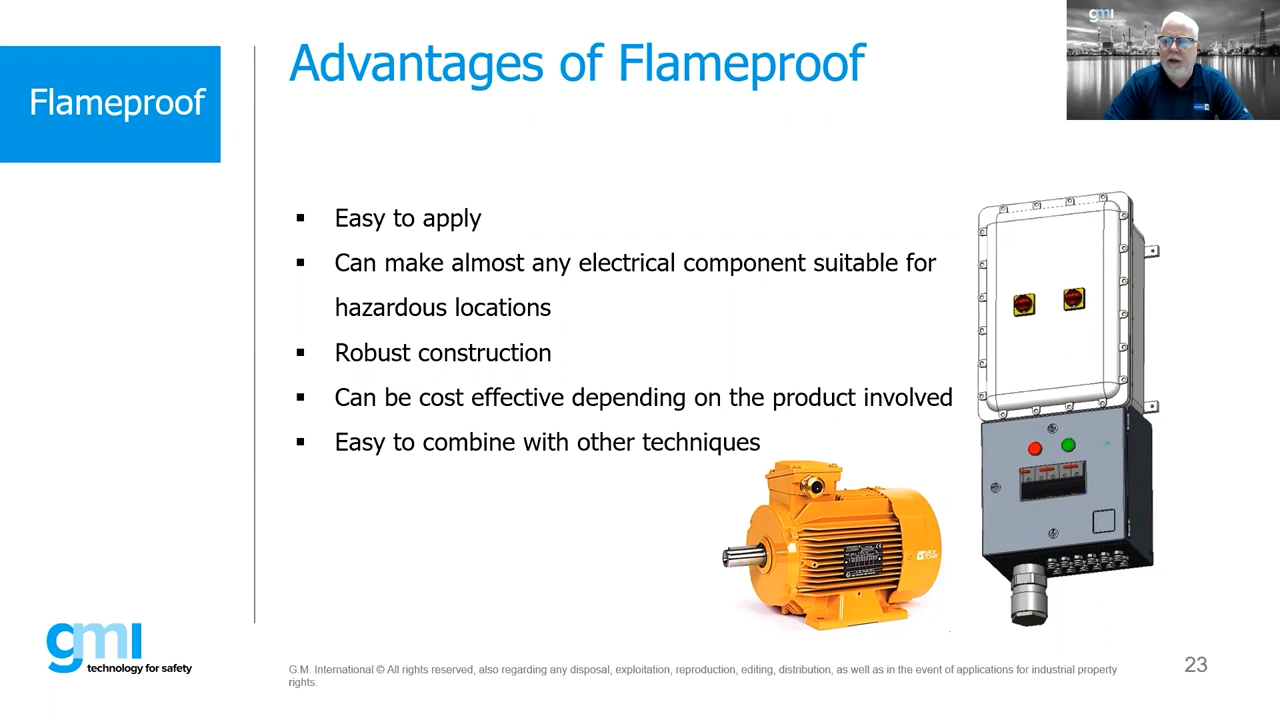 gmi
Advantages of Flameproof
Flameproof
▪ Easy to apply
▪ Can make almost any electrical component suitable for
hazardous locations
▪ Robust construction
▪ Can be cost effective depending on the product involved
▪ Easy to combine with other techniques
gmi
technology for safety
G.M. International © All rights reserved, also regarding any disposal, exploitation, reproduction, editing, distribution, as well as in the event of applications for industrial property
rights.
23